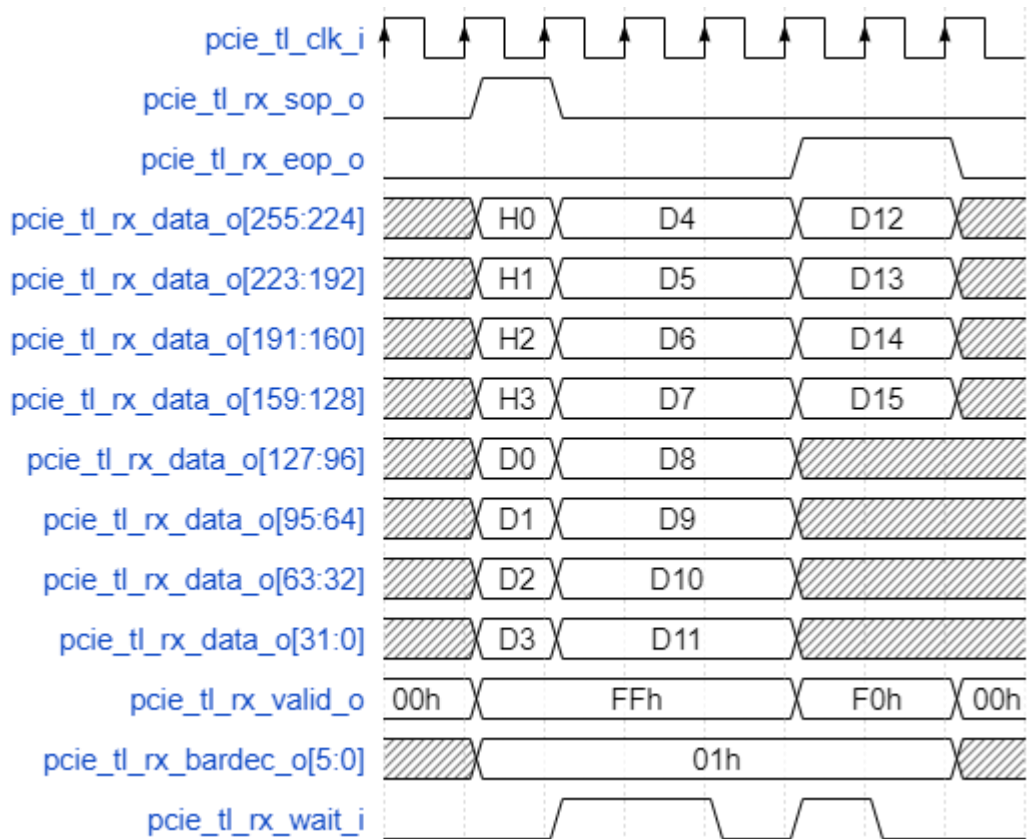 pcie_tl_clk_i
pcie_tl_rx_sop_o
pcie_tl_rx_eop_o
pcie_tl_rx_data_o[255:224] H0 D4 D12
pcie_tl_rx_data_o[223:192] H1 D5 D13
pcie_tl_rx_data_o[191:160] H2 D6 D14
pcie_tl_rx_data_o[159:128] H3 D7 D15
pcie_tl_rx_data_o[127:96] D0 D8
pcie_tl_rx_data_o[95:64] D1 D9
pcie_tl_rx_data_o[63:32] D2 D10
pcie_tl_rx_data_o[31:0] D3 D11
pcie_tl_rx_valid_o 00h FFh F0h 00h
pcie_tl_rx_bardec_o[5:0] 01h
pcie_tl_rx_wait_i